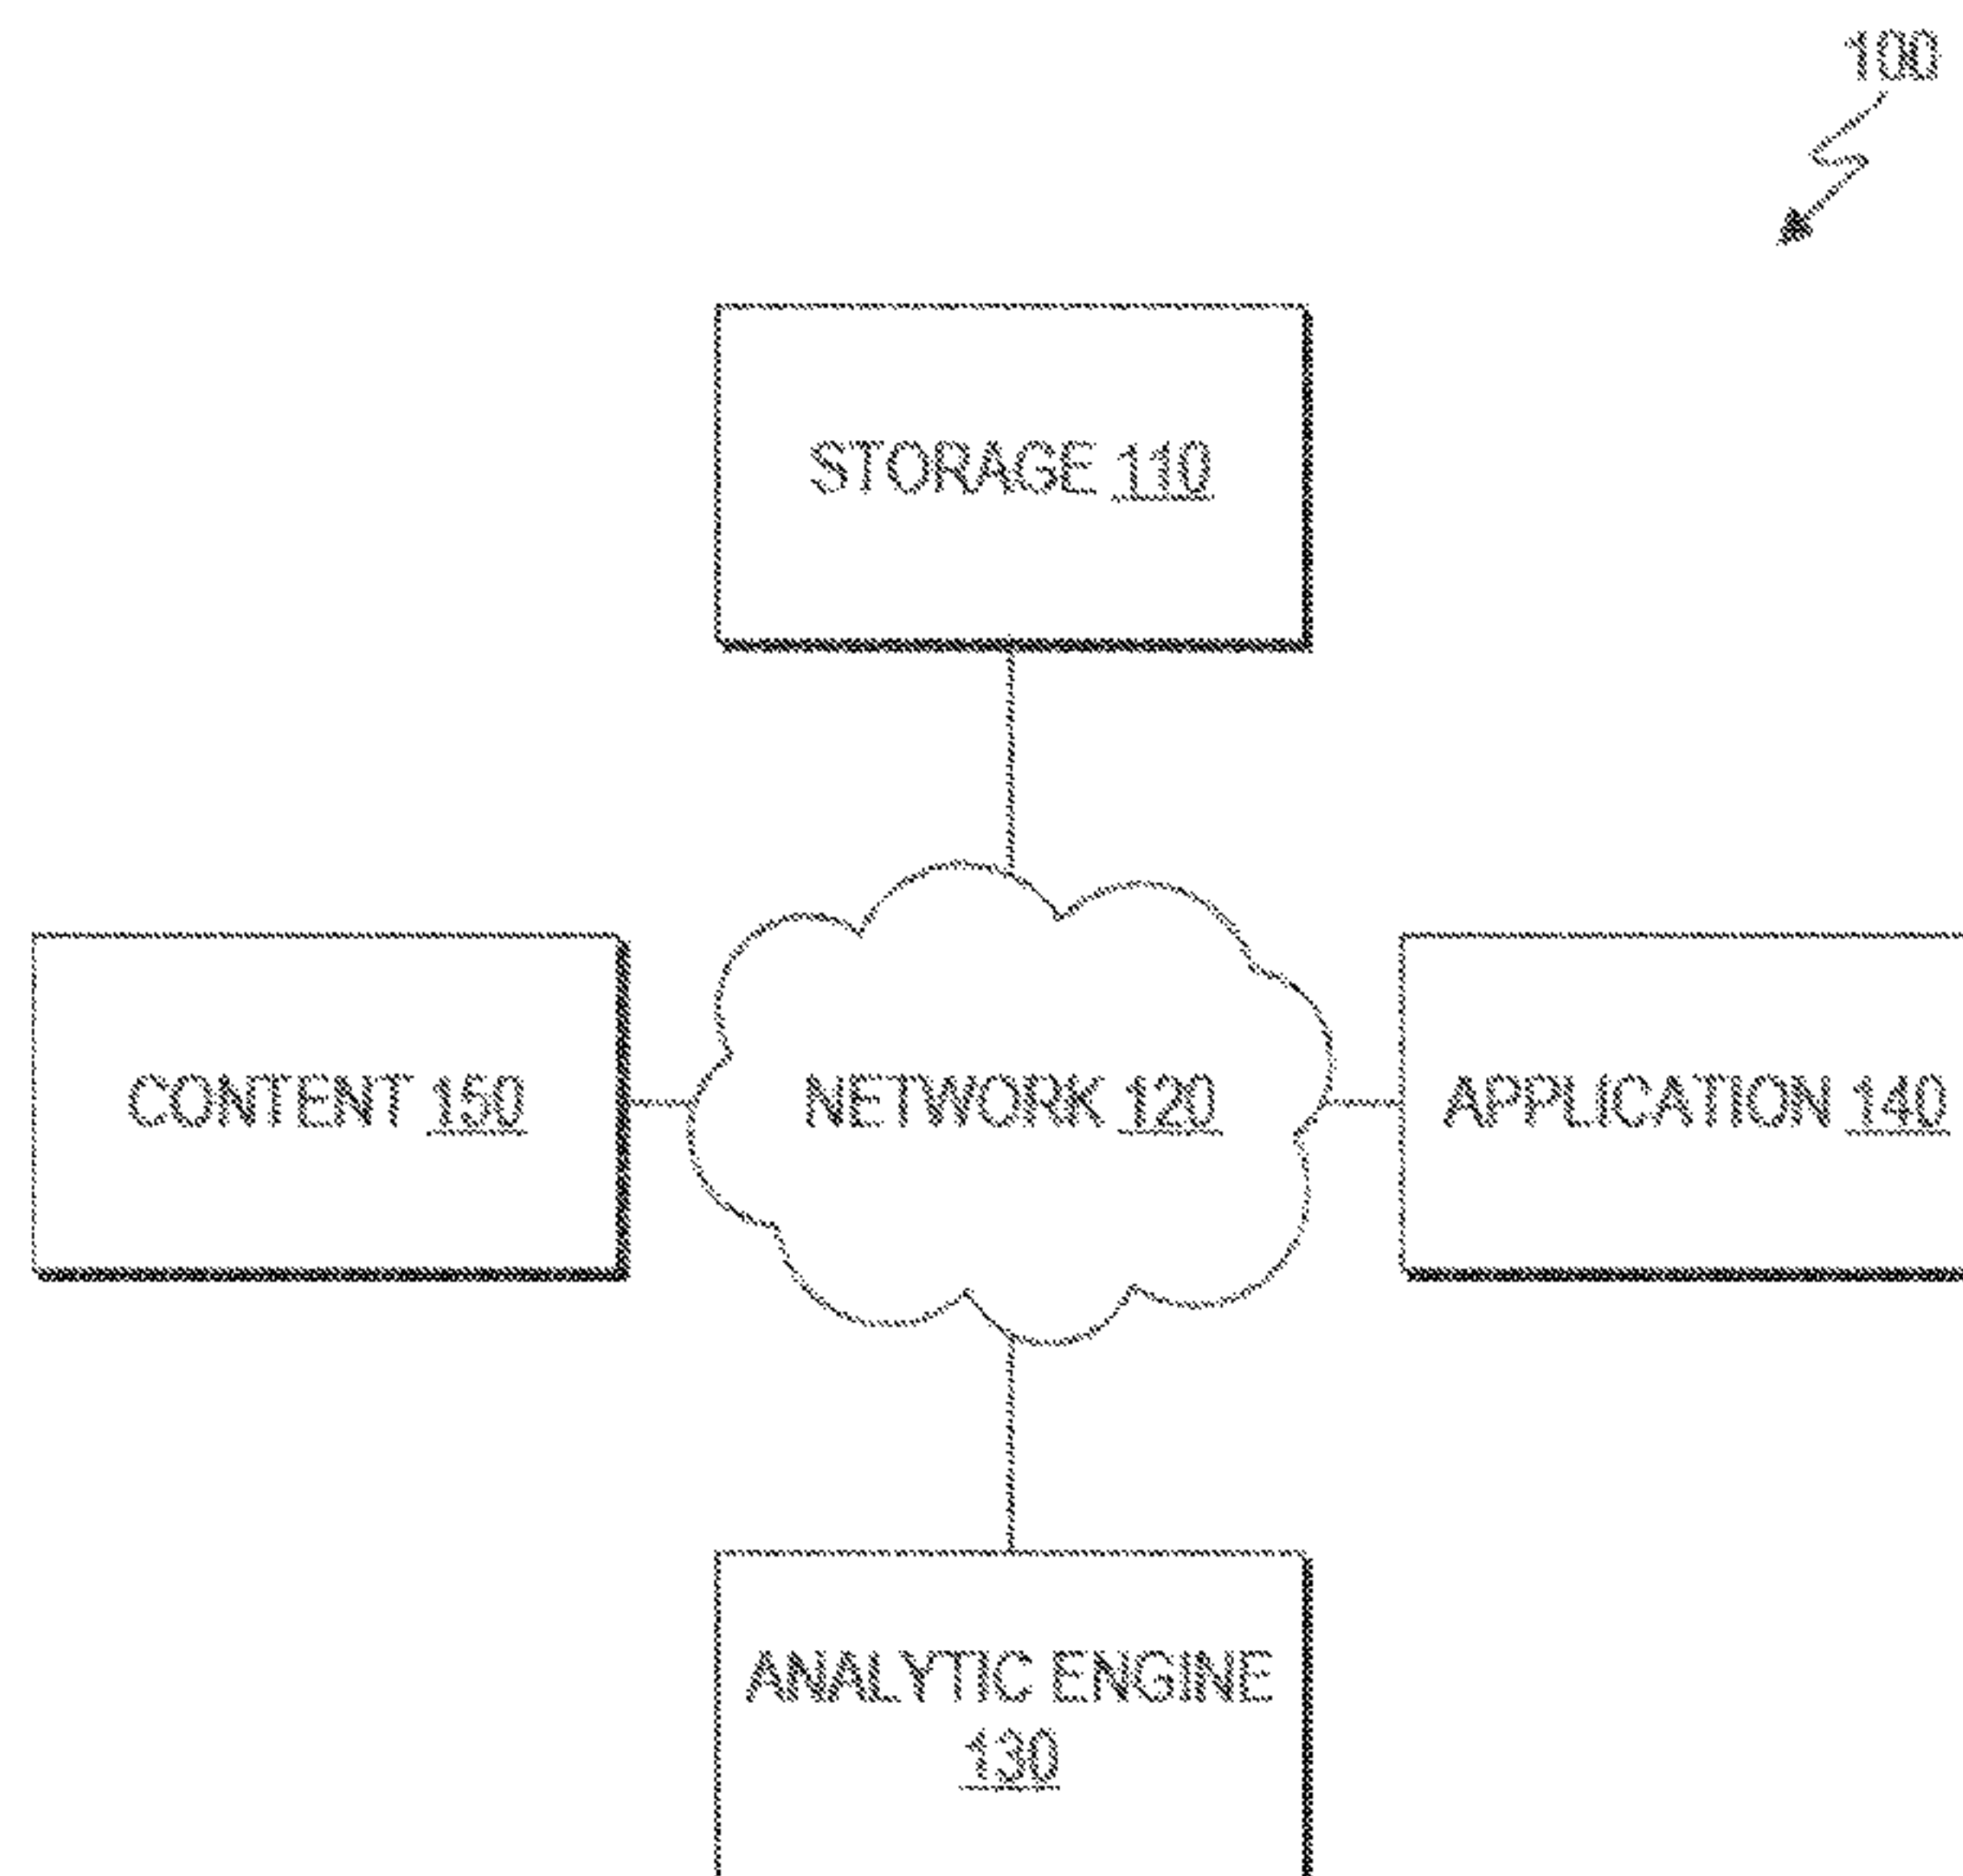 100
STORAGE 110
CONTENT 150
NETWORK 120
APPLICATION 140
ANALYTIC ENGINE
130